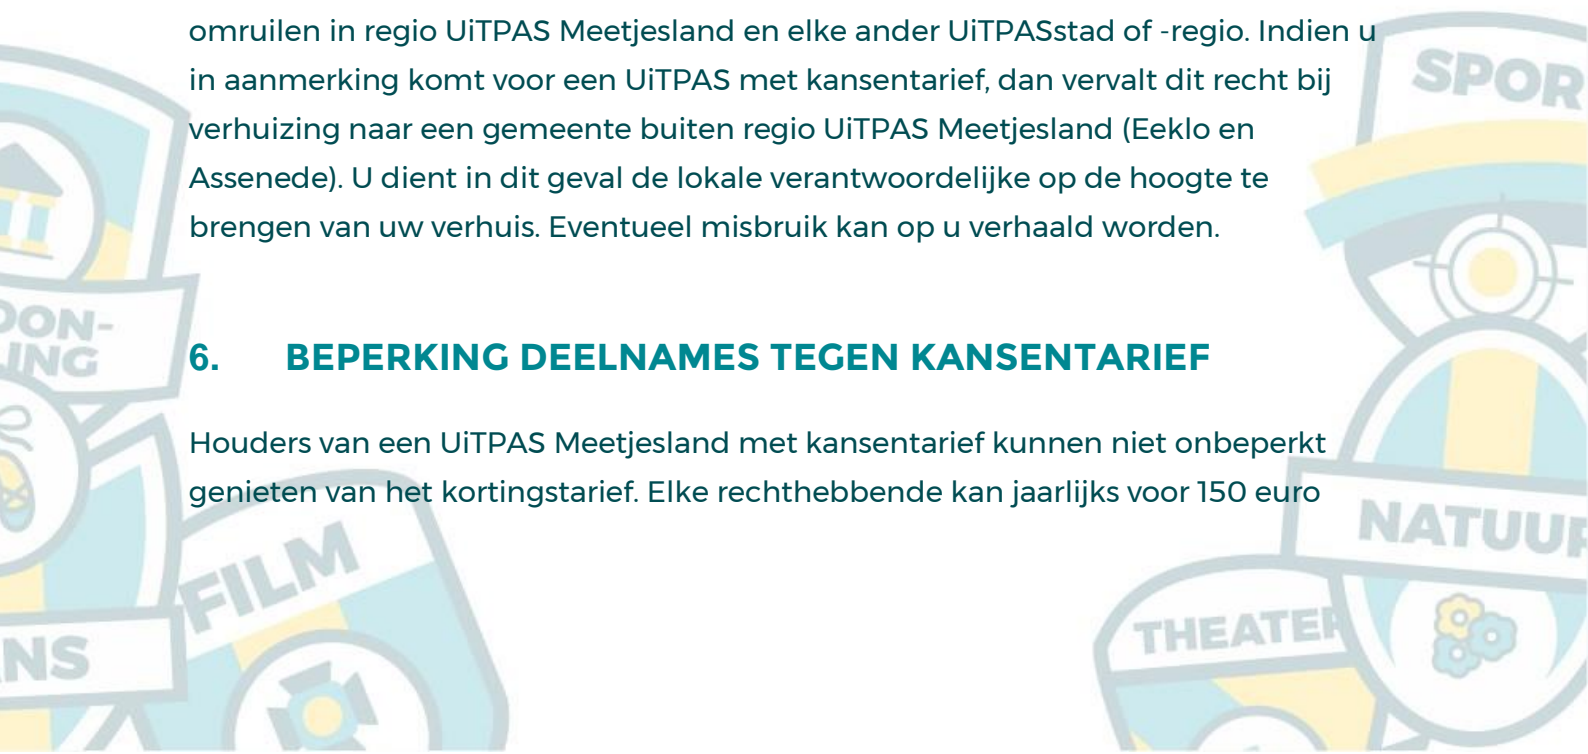 omruilen in regio UiTPAS Meetjesland en elke ander UiTPASstad of -regio. Indien u
in aanmerking komt voor een UiTPAS met kansentarief, dan vervalt dit recht bij
verhuizing naar een gemeente buiten regio UiTPAS Meetjesland (Eeklo en
Assenede). U dient in dit geval de lokale verantwoordelijke op de hoogte te
brengen van uw verhuis. Eventueel misbruik kan op u verhaald worden.
6. BEPERKING DEELNAMES TEGEN KANSENTARIEF
Houders van een UiTPAS Meetjesland met kansentarief kunnen niet onbeperkt
genieten van het kortingstarief. Elke rechthebbende kan jaarlijks voor 150 euro
SPOR
OON-
LING
FILM
NATUUR
THEATER
ANS